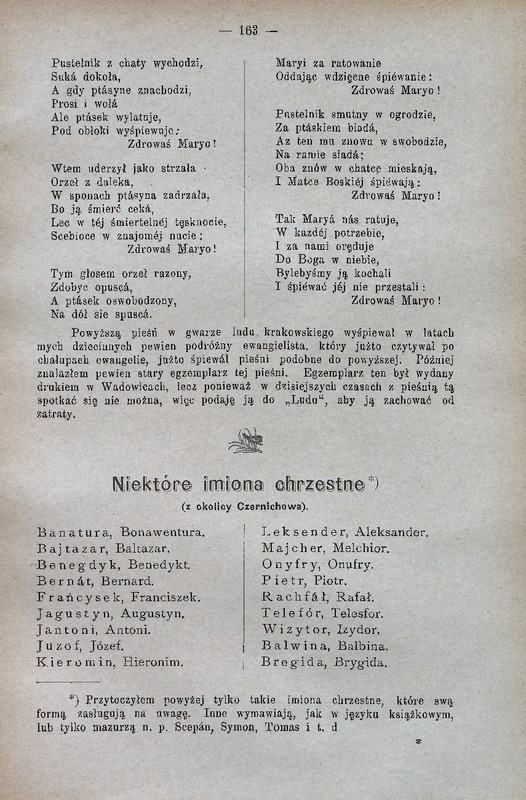 — 163 —
Pustelnik z chaty wychodzi,
Suká dokoła,
A gdy ptásyne znachodzi,
Prosi i wołá
Ale ptásek wylatuje,
Pod obłoki wyśpiewuje:
Zdrowaś Maryo!
Wtem uderzył jako strzała
Orzeł z daleka,
W sponach ptásyna zadrzała,
Bo ją śmierć ceká,
Lec w téj śmiertelnéj tęsknocie,
Scebioce w znajoméj nucie:
Zdrowaś Maryo!
Tym głosem orzeł razony,
Zdobyc opuscá,
A ptásek oswobodzony,
Na dół sie spuscá.
Maryi za ratowanie
Oddając wdzięcne śpiéwanie:
Zdrowaś Maryo!
Pustelnik smutny w ogrodzie,
Za ptáskiem biadá,
Az ten mu znowu w swobodzie,
Na ramie siadá;
Oba znów w chatce mieskają,
I Matce Boskiéj śpiéwają:
Zdrowaś Maryo!
Tak Maryá nás ratuje,
W kazdéj potrzebie,
I za nami oręduje
Do Boga w niebie,
Bylebyśmy ją kochali
I śpiéwać jéj nie przestali:
Zdrowaś Maryo!
Powyższą pieśń w gwarze ludu krakowskiego wyśpiewał w latach
mych dziecinnych pewien podróżny ewangielista, który jużto czytywał po
chałupach ewangelie, jużto śpiéwál pieśni podobne do powyższej. Później
znalazłem pewien stary egzemplarz tej pieśni. Egzemplarz ten był wydany
drukiem w Wadowicach, lecz ponieważ w dzisiejszych czasach z pieśnią tą
spotkać się nie można, więc podaję ją do „Ludu“, aby ją zachować od
zatraty.
Niektóre imiona chrzestne*)
(z okolicy Czernichowa).
Banatura, Bonawentura.
Bajtazar, Baltazar.
Benegdyk, Benedykt.
Bernát, Bernard.
Frańcysek, Franciszek.
Jagustyn, Augustyn.
Jantoni, Antoni.
Juzof, Józef.
Kieromin, Hieronim.
Leksender, Aleksander.
Majcher, Melchior.
Onyfry, Onufry.
Pietr, Piotr.
Rachfáł, Rafał.
Telefór, Telesfor.
Wizytor, Izydor.
Balwina, Balbina.
Bregida, Brygida.
*) Przytoczyłem powyżej tylko takie imiona chrzestne, które swą
formą zasługują na uwagę. Inne wymawiają, jak w języku książkowym,
lub tylko mazurzą n. p. Scepán, Symon, Tomas i t. d
*